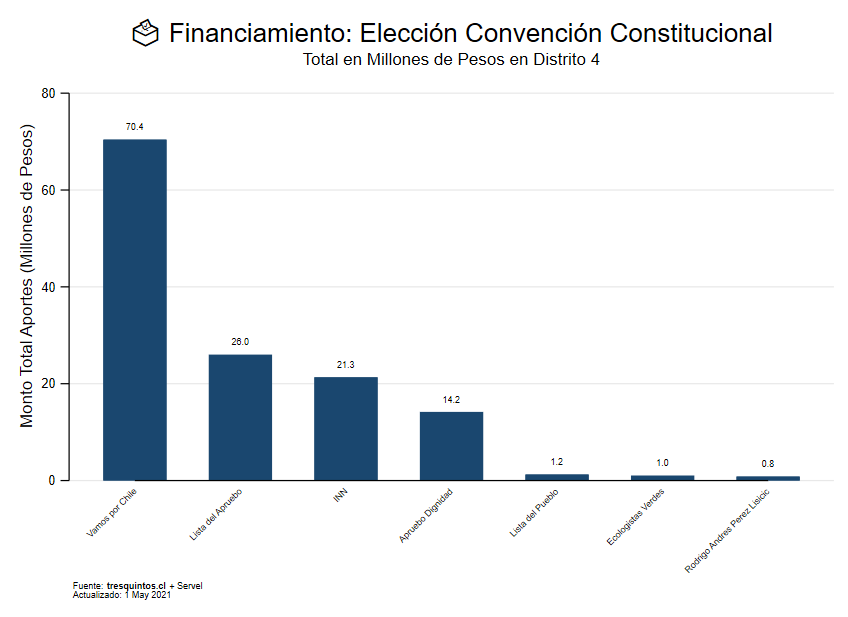 Financiamiento: Elección Convención Constitucional
Total en Millones de Pesos en Distrito 4
Monto Total Aportes (Millones de Pesos)
80
60
40
20
0
70.4
26.0
21.3
14.2
1.2
1.0
0.8
Vamos por Chile
Lista del Apruebo
INN
Apruebo Dignidad
Lista del Pueblo
Ecologistas Verdes
Rodrigo Andres Perez Lisicic
Fuente: tresquintos.cl + Servel
Actualizado: 1 May 2021